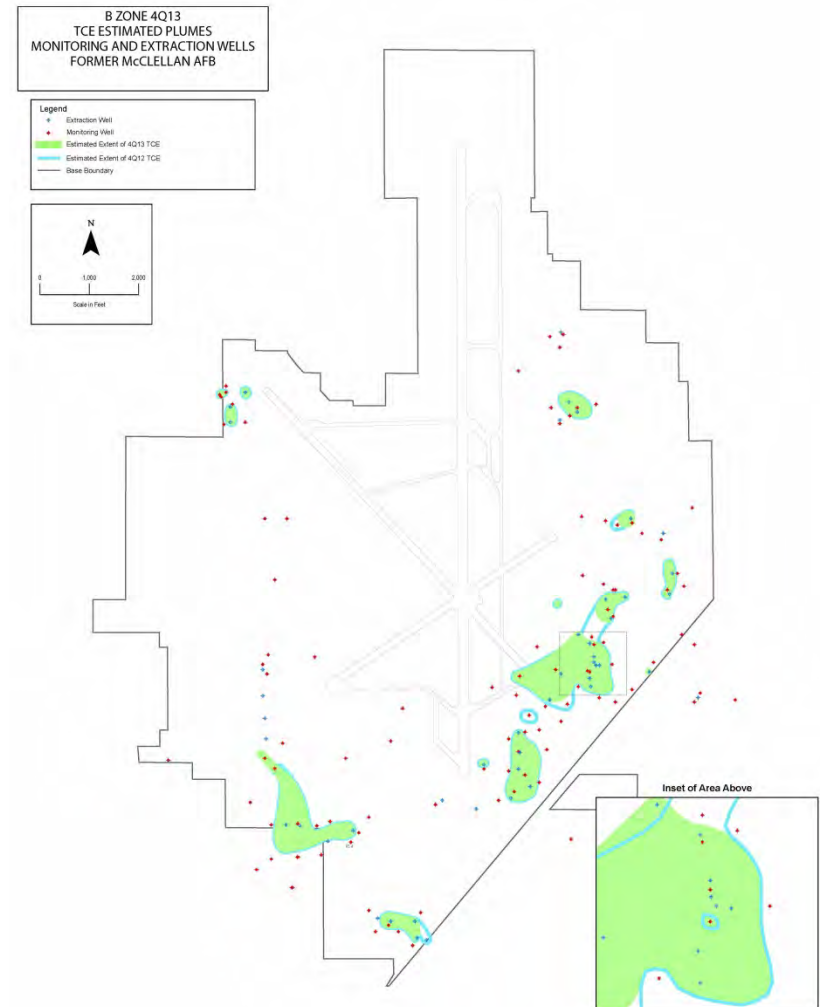 B ZONE 4Q13
TCE ESTIMATED PLUMES
MONITORING AND EXTRACTION WELLS
FORMER McCLELLAN AFB
Legend
Extraction Well
Monitoring Well
Estimated Extent of 4Q13 TCE
Estimated Extent of 4Q12 TCE
Base Boundary
N
0 1,000 2,000
Scale in Feet
Inset of Area Above